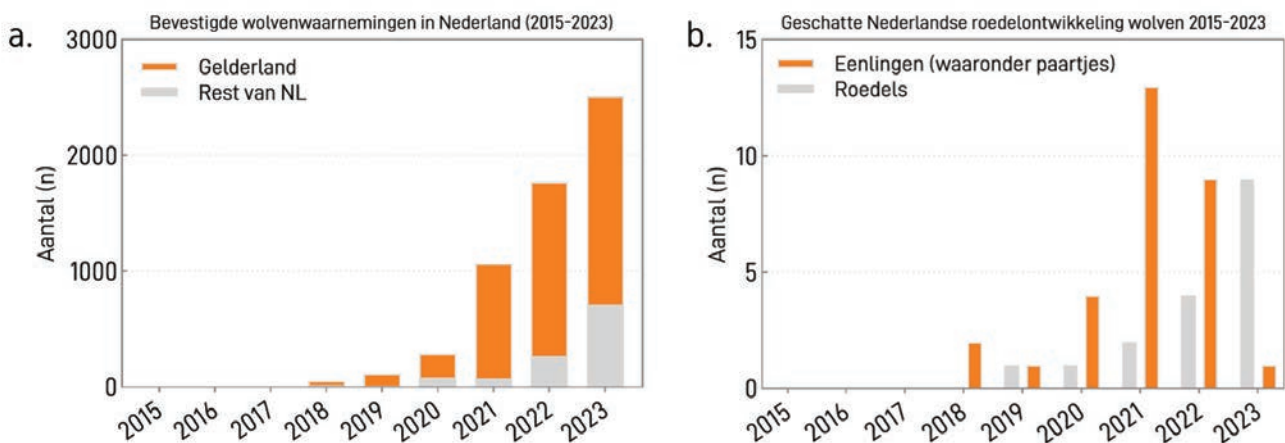 a.
Bevestigde wolvenwaarnemingen in Nederland (2015-2023)
3000
2000
1000
0
Aantal (n)
Gelderland
Rest van NL
2015
2016
2017
2018
2019
2020
2021
2022
2023
b.
Geschatte Nederlandse roedelontwikkeling wolven 2015-2023
15
10
5
0
Aantal (n)
Eenlingen (waaronder paartjes)
Roedels
2015
2016
2017
2018
2019
2020
2021
2022
2023